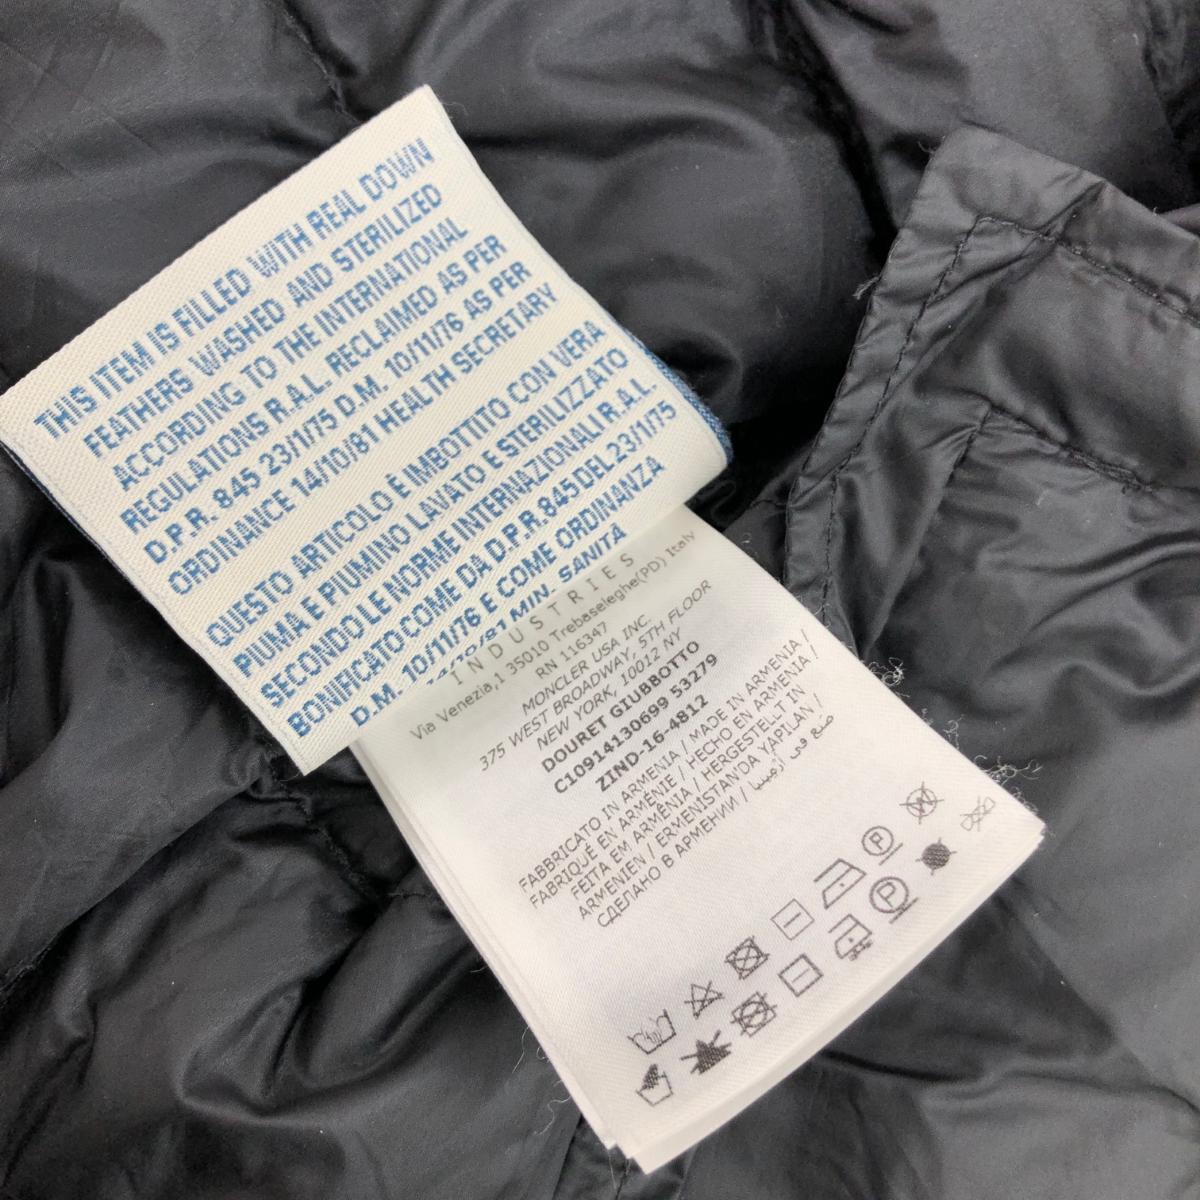 THIS ITEM IS FILLED WITH REAL DOWN
FEATHERS WASHED AND STERILIZED
ACCORDING TO THE INTERNATIONAL
REGULATIONS R.A.L. RECLAIMED AS PER
D.P.R. 845 23/1/75 D.M. 10/11/76 AS PER
ORDINANCE 14/10/81 HEALTH SECRETARY
QUESTO ARTICOLO È IMBOTTITO CON VERA
PIUMA E PIUMINO LAVATO E STERILIZZATO
SECONDO LE NORME INTERNAZIONALI R.A.L.
BONIFICATO COME DA D.P.R. 845 DEL 23/1/75
D.M. 10/11/76 E COME ORDINANZA
MIN. SANITÀ
INDUSTRIES
Via Venezia,1 35010 Trebaseleghe(PD) Italy
RN 116347
MONCLER USA INC.
375 WEST BROADWAY, 5TH FLOOR
NEW YORK, 10012 NY
DOURET GIUBBOTTO
C10914130699 53279
ZIND-16-4812
FABBRICATO IN ARMENIA / MADE IN ARMENIA /
FABRIQUÉ EN ARMÉNIE / HECHO EN ARMENIA /
FEITA EM ARMÊNIA / HERGESTELLT IN
ARMENIEN / ERMENISTAN'DA YAPILAN /
СДЕЛАНО В АРМЕНИИ / صنع في أرمينيا
P
W
P